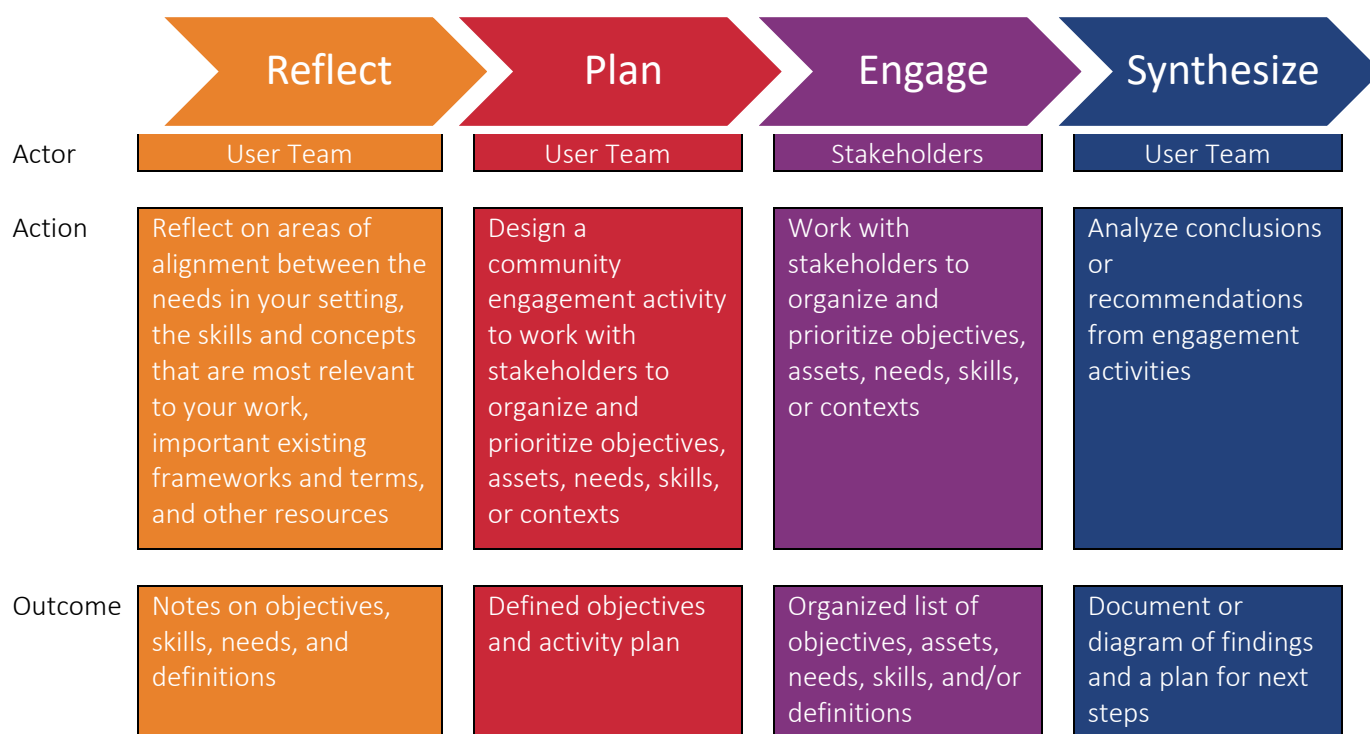 Reflect
Plan
Engage
Synthesize
Actor
User Team
User Team
Stakeholders
User Team
Action
Reflect on areas of
alignment between the
needs in your setting,
the skills and concepts
that are most relevant
to your work,
important existing
frameworks and terms,
and other resources
Design a
community
engagement activity
to work with
stakeholders to
organize and
prioritize objectives,
assets, needs, skills,
or contexts
Work with
stakeholders to
organize and
prioritize objectives,
assets, needs, skills,
or contexts
Analyze conclusions
or
recommendations
from engagement
activities
Outcome
Notes on objectives,
skills, needs, and
definitions
Defined objectives
and activity plan
Organized list of
objectives, assets,
needs, skills, and/or
definitions
Document or
diagram of findings
and a plan for next
steps